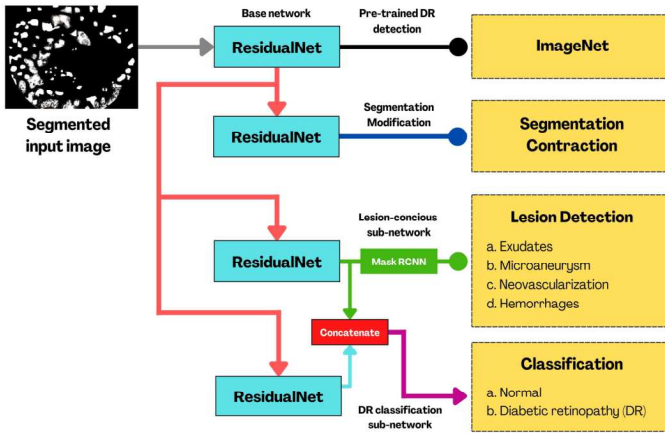 Base network
Pre-trained DR
detection
ResidualNet
ImageNet
Segmented
input image
Segmentation
Modification
ResidualNet
Segmentation
Contraction
Lesion-concious
sub-network
ResidualNet
Mask RCNN
Lesion Detection
a. Exudates
b. Microaneurysm
c. Neovascularization
d. Hemorrhages
Concatenate
ResidualNet
DR classification
sub-network
Classification
a. Normal
b. Diabetic retinopathy (DR)